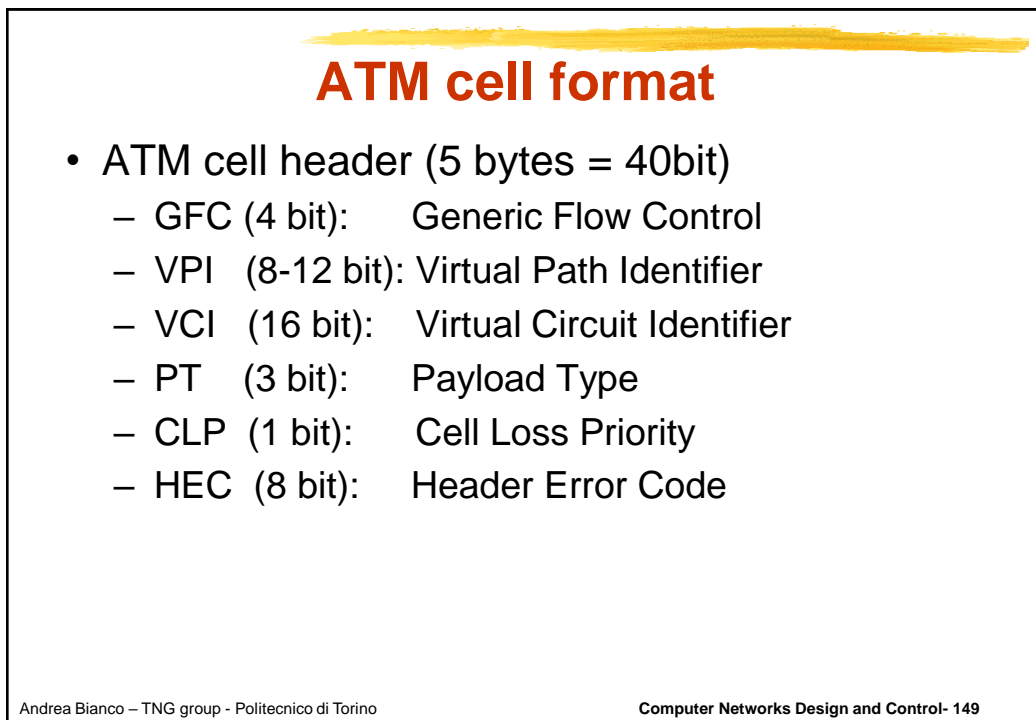 ATM cell format
• ATM cell header (5 bytes = 40bit)
– GFC (4 bit): Generic Flow Control
– VPI (8-12 bit): Virtual Path Identifier
– VCI (16 bit): Virtual Circuit Identifier
– PT (3 bit): Payload Type
– CLP (1 bit): Cell Loss Priority
– HEC (8 bit): Header Error Code
Andrea Bianco – TNG group - Politecnico di Torino
Computer Networks Design and Control- 149